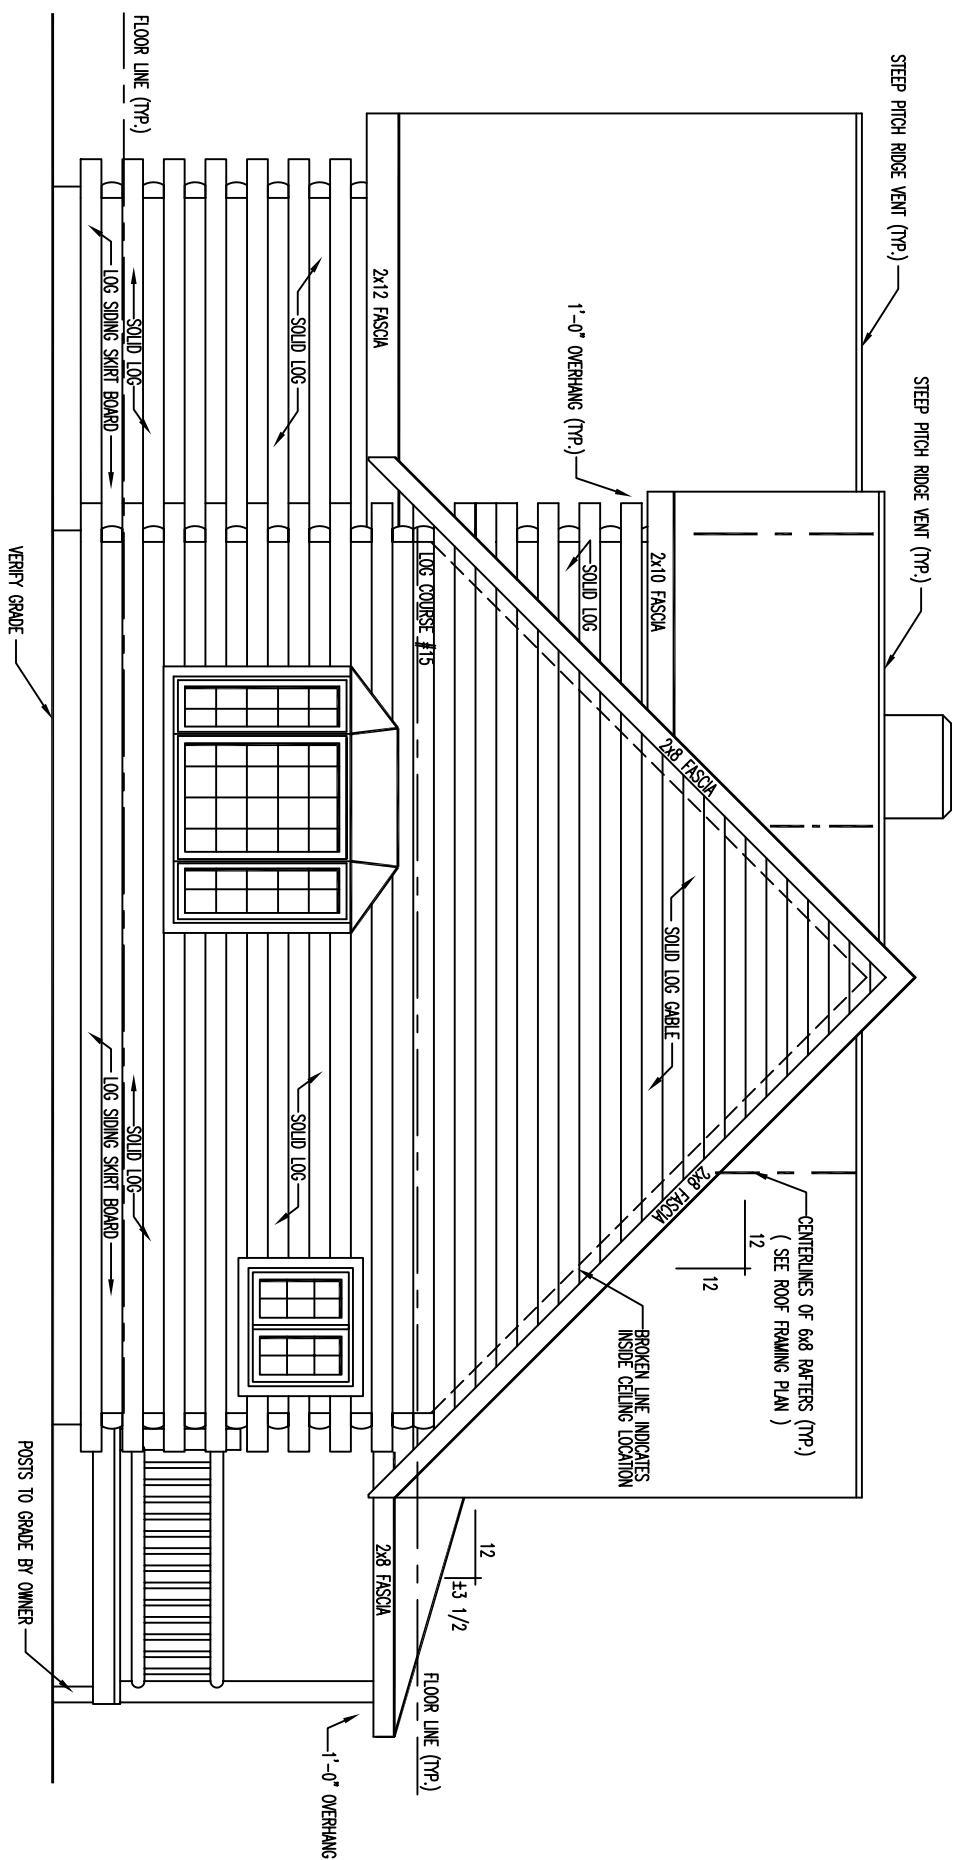 STEEP PITCH RIDGE VENT (TYP.)
STEEP PITCH RIDGE VENT (TYP.)
CENTERLINES OF 6x8 RAFTERS (TYP.)
( SEE ROOF FRAMING PLAN )
12
12
2x8 FASCIA
2x8 FASCIA
SOLID LOG GABLE
2x10 FASCIA
1'-0" OVERHANG (TYP.)
SOLID LOG
BROKEN LINE INDICATES
INSIDE CEILING LOCATION
12
±3 1/2
LOG COURSE #15
FLOOR LINE (TYP.)
2x12 FASCIA
2x8 FASCIA
1'-0" OVERHANG
SOLID LOG
SOLID LOG
FLOOR LINE (TYP.)
SOLID LOG
SOLID LOG
LOG SIDING SKIRT BOARD
LOG SIDING SKIRT BOARD
VERIFY GRADE
POSTS TO GRADE BY OWNER